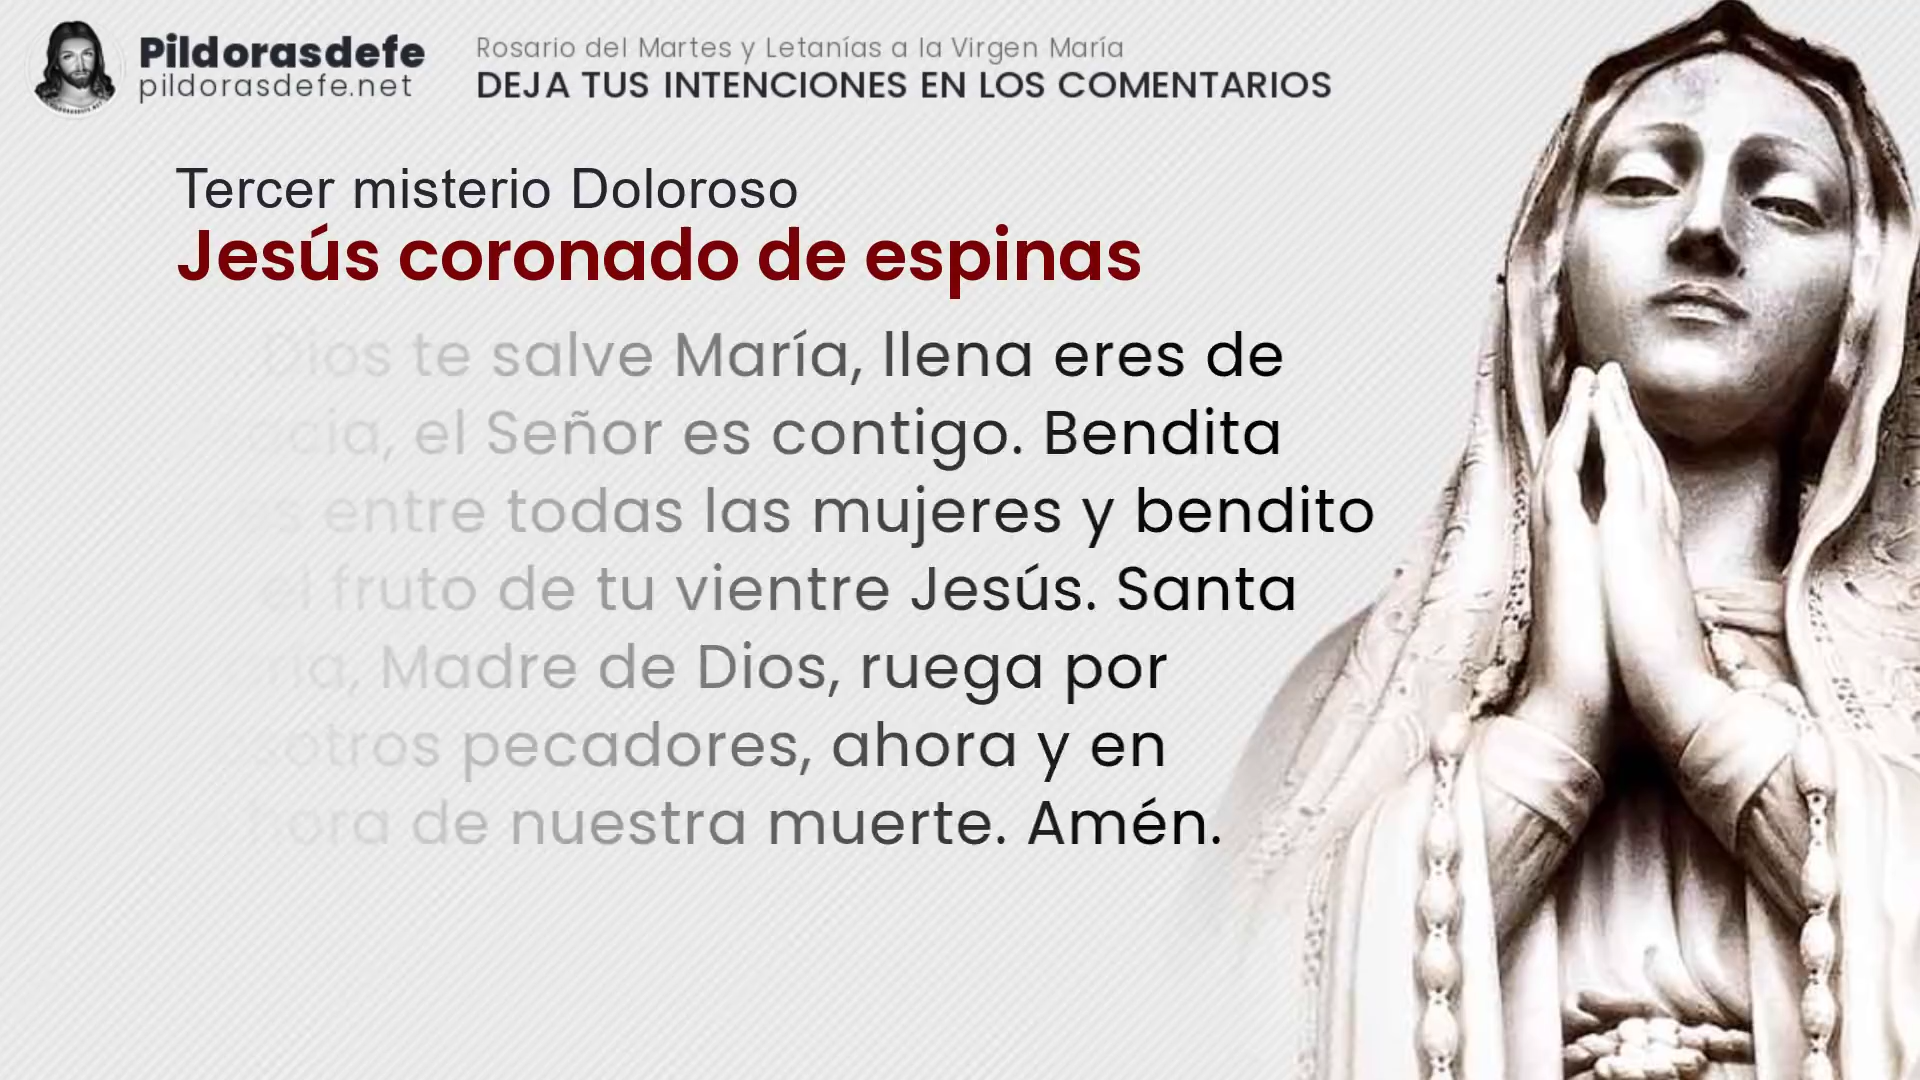 Pildorasdefe
pildorasdefe.net
Rosario del Martes y Letanías a la Virgen María
DEJA TUS INTENCIONES EN LOS COMENTARIOS
Tercer misterio Doloroso
Jesús coronado de espinas
Dios te salve María, llena eres de
cia, el Señor es contigo. Bendita
s entre todas las mujeres y bendito
l fruto de tu vientre Jesús. Santa
ia, Madre de Dios, ruega por
otros pecadores, ahora y en
ora de nuestra muerte. Amén.